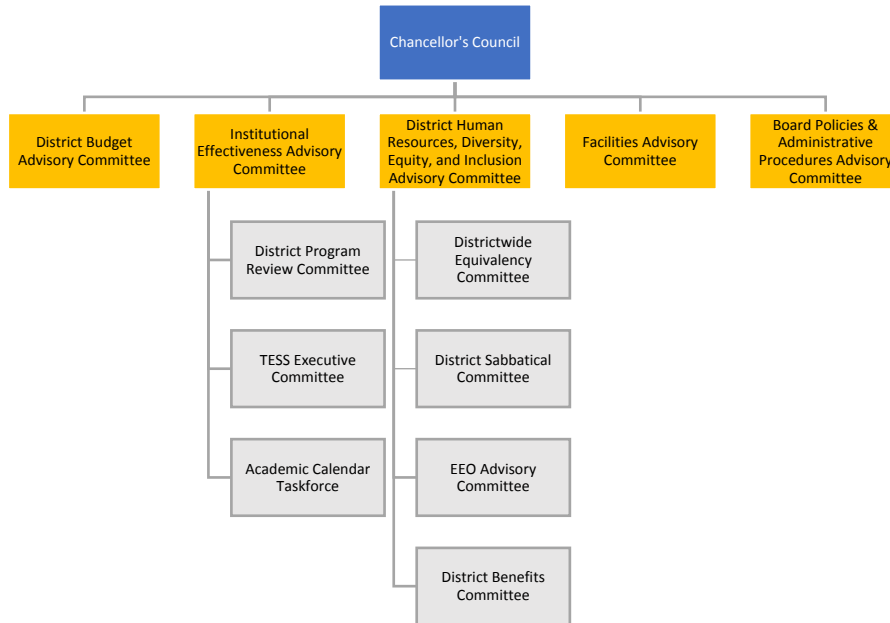 Chancellor's Council
District Budget
Advisory Committee
Institutional
Effectiveness Advisory
Committee
District Human
Resources, Diversity,
Equity, and Inclusion
Advisory Committee
Facilities Advisory
Committee
Board Policies &
Administrative
Procedures Advisory
Committee
District Program
Review Committee
TESS Executive
Committee
Academic Calendar
Taskforce
Districtwide
Equivalency
Committee
District Sabbatical
Committee
EEO Advisory
Committee
District Benefits
Committee